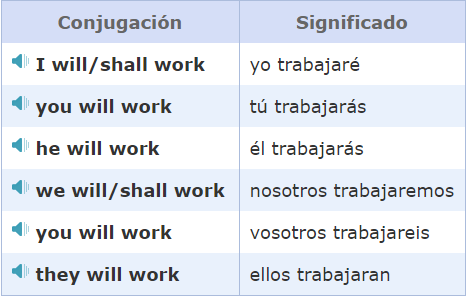 Conjugación Significado
I will/shall work yo trabajaré
you will work tú trabajarás
he will work él trabajarás
we will/shall work nosotros trabajaremos
you will work vosotros trabajareis
they will work ellos trabajaran